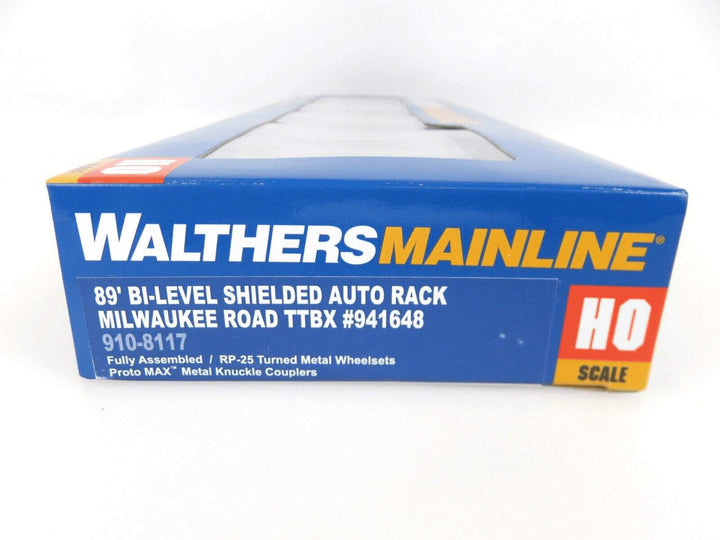 HO
WALTHERSMAINLINE®
89' BI-LEVEL SHIELDED AUTO RACK
MILWAUKEE ROAD TTBX #941648
910-8117
Fully Assembled / RP-25 Turned Metal Wheelsets
Proto MAX™ Metal Knuckle Couplers
HO
SCALE